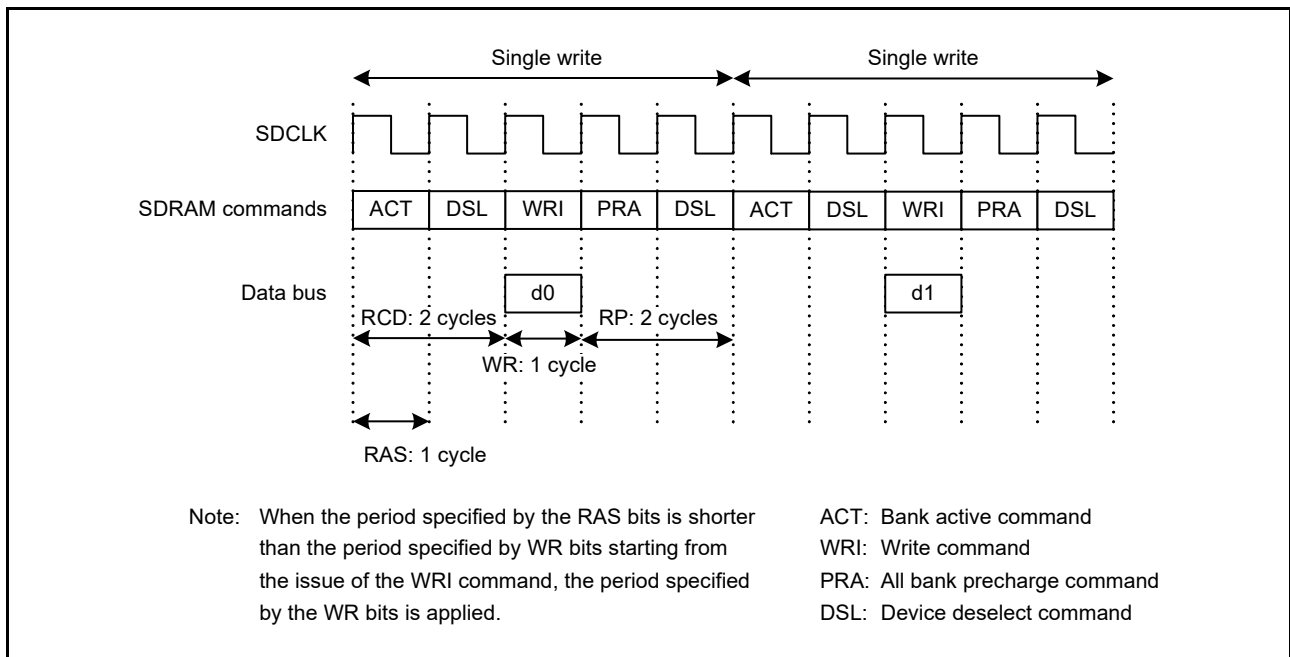 Single write Single write
SDCLK
SDRAM commands ACT DSL WRI PRA DSL ACT DSL WRI PRA DSL
Data bus d0 d1
RCD: 2 cycles RP: 2 cycles
WR: 1 cycle
RAS: 1 cycle
Note: When the period specified by the RAS bits is shorter
than the period specified by WR bits starting from
the issue of the WRI command, the period specified
by the WR bits is applied.
ACT: Bank active command
WRI: Write command
PRA: All bank precharge command
DSL: Device deselect command